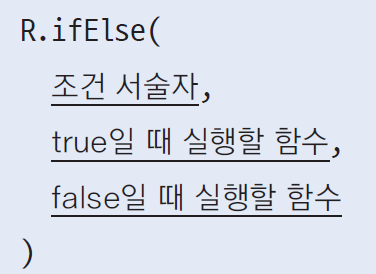 R.ifElse(
조건 서술자,
true일 때 실행할 함수,
false일 때 실행할 함수
)